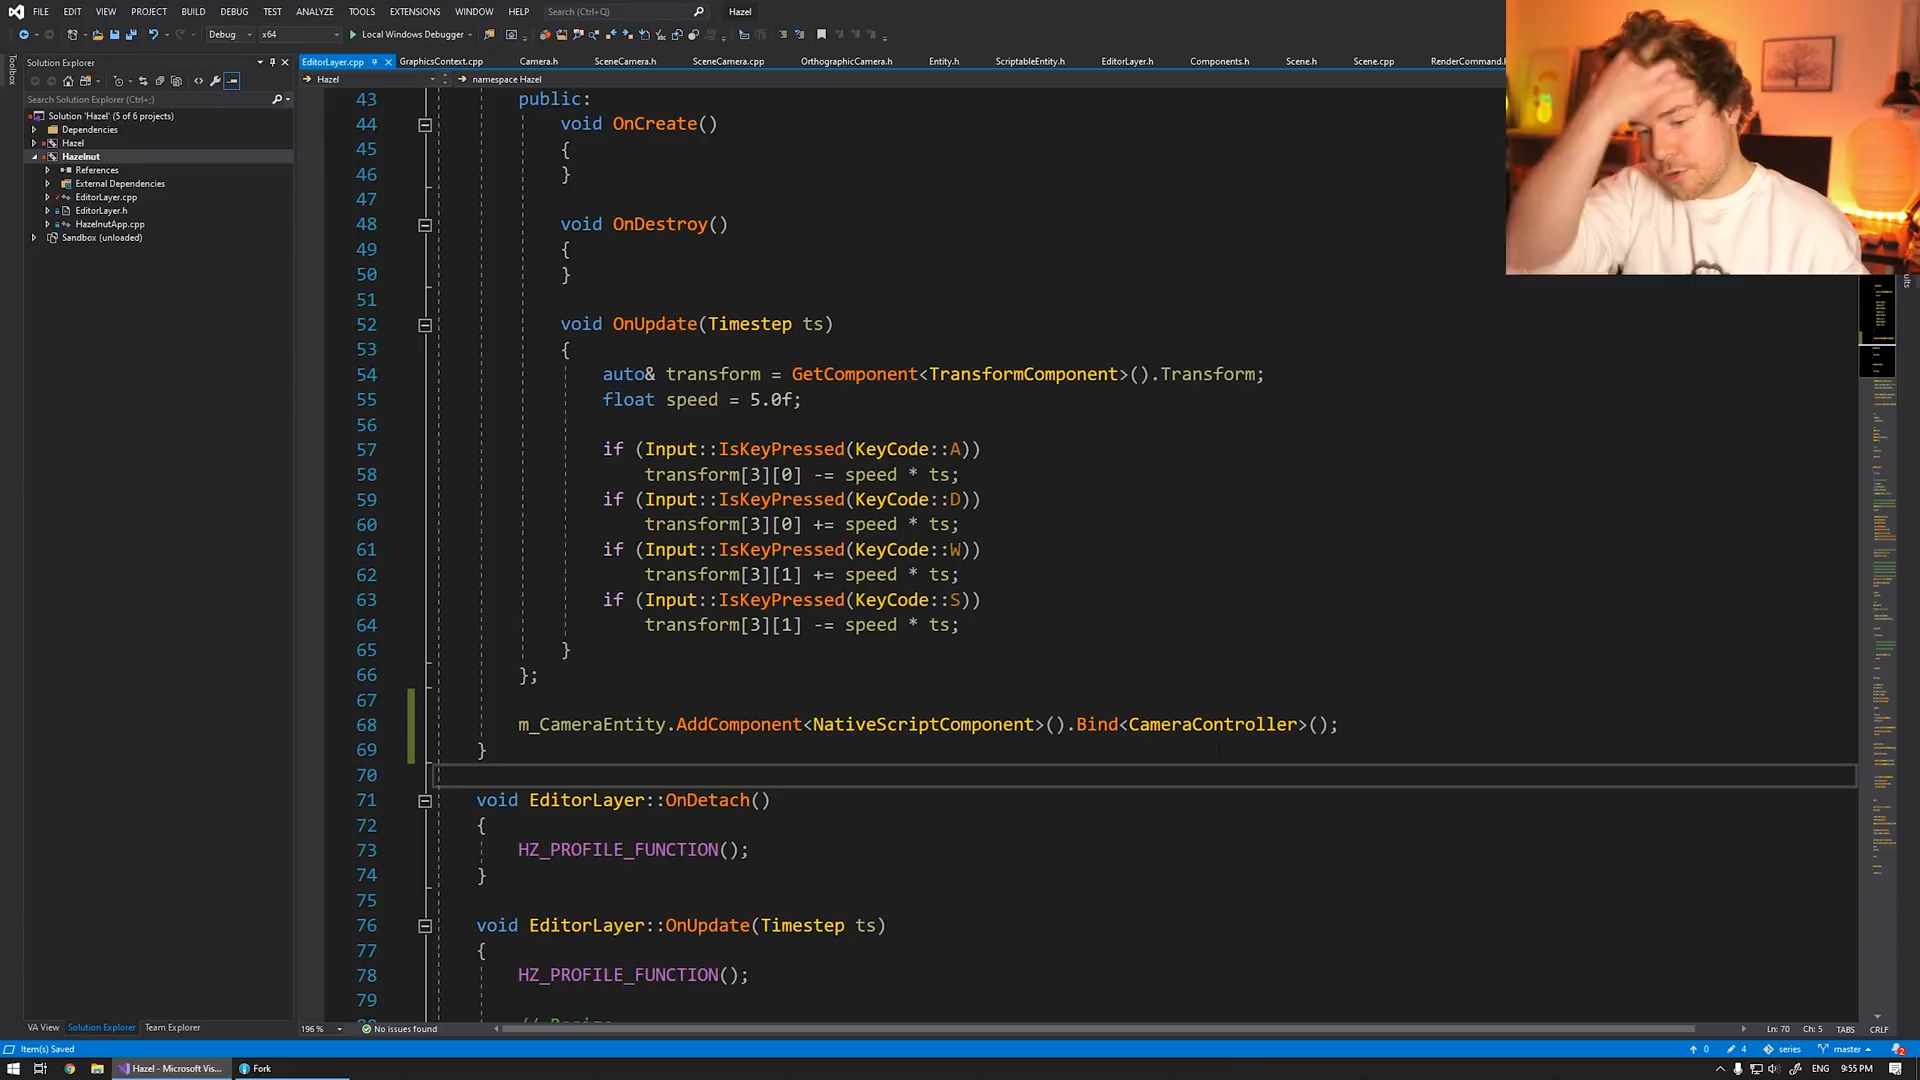 FILE EDIT VIEW PROJECT BUILD DEBUG TEST ANALYZE TOOLS EXTENSIONS WINDOW HELP Search (Ctrl+Q) Hazel
Debug x64 Local Windows Debugger
Toolbox
Solution Explorer
Search Solution Explorer (Ctrl+;)
Solution 'Hazel' (5 of 6 projects)
Dependencies
Hazel
Hazelnut
References
External Dependencies
EditorLayer.cpp
EditorLayer.h
HazelnutApp.cpp
Sandbox (unloaded)
VA View Solution Explorer Team Explorer
EditorLayer.cpp GraphicsContext.cpp Camera.h SceneCamera.h SceneCamera.cpp OrthographicCamera.h Entity.h ScriptableEntity.h EditorLayer.h Components.h Scene.h Scene.cpp RenderCommand.h
Hazel namespace Hazel
43 public:
44 void OnCreate()
45 {
46 }
47
48 void OnDestroy()
49 {
50 }
51
52 void OnUpdate(Timestep ts)
53 {
54 auto& transform = GetComponent<TransformComponent>().Transform;
55 float speed = 5.0f;
56
57 if (Input::IsKeyPressed(KeyCode::A))
58 transform[3][0] -= speed * ts;
59 if (Input::IsKeyPressed(KeyCode::D))
60 transform[3][0] += speed * ts;
61 if (Input::IsKeyPressed(KeyCode::W))
62 transform[3][1] += speed * ts;
63 if (Input::IsKeyPressed(KeyCode::S))
64 transform[3][1] -= speed * ts;
65 }
66 };
67
68 m_CameraEntity.AddComponent<NativeScriptComponent>().Bind<CameraController>();
69 }
70
71 void EditorLayer::OnDetach()
72 {
73 HZ_PROFILE_FUNCTION();
74 }
75
76 void EditorLayer::OnUpdate(Timestep ts)
77 {
78 HZ_PROFILE_FUNCTION();
79
196 % No issues found Ln: 70 Ch: 5 TABS CRLF
Item(s) Saved 0 4 series master 2
Hazel - Microsoft Vis... Fork ENG 9:55 PM